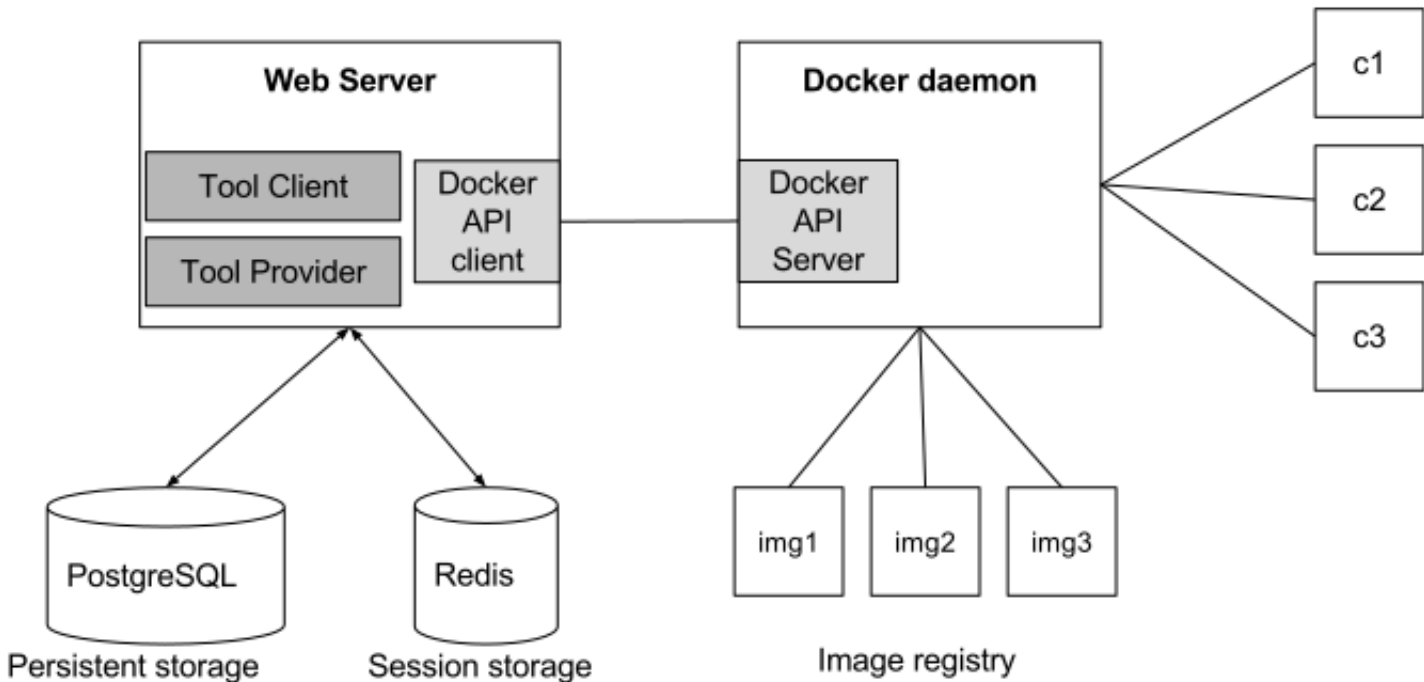 Web Server
Tool Client
Tool Provider
Docker
API
client
Docker daemon
Docker
API
Server
c1
c2
c3
PostgreSQL
Persistent storage
Redis
Session storage
img1
img2
img3
Image registry